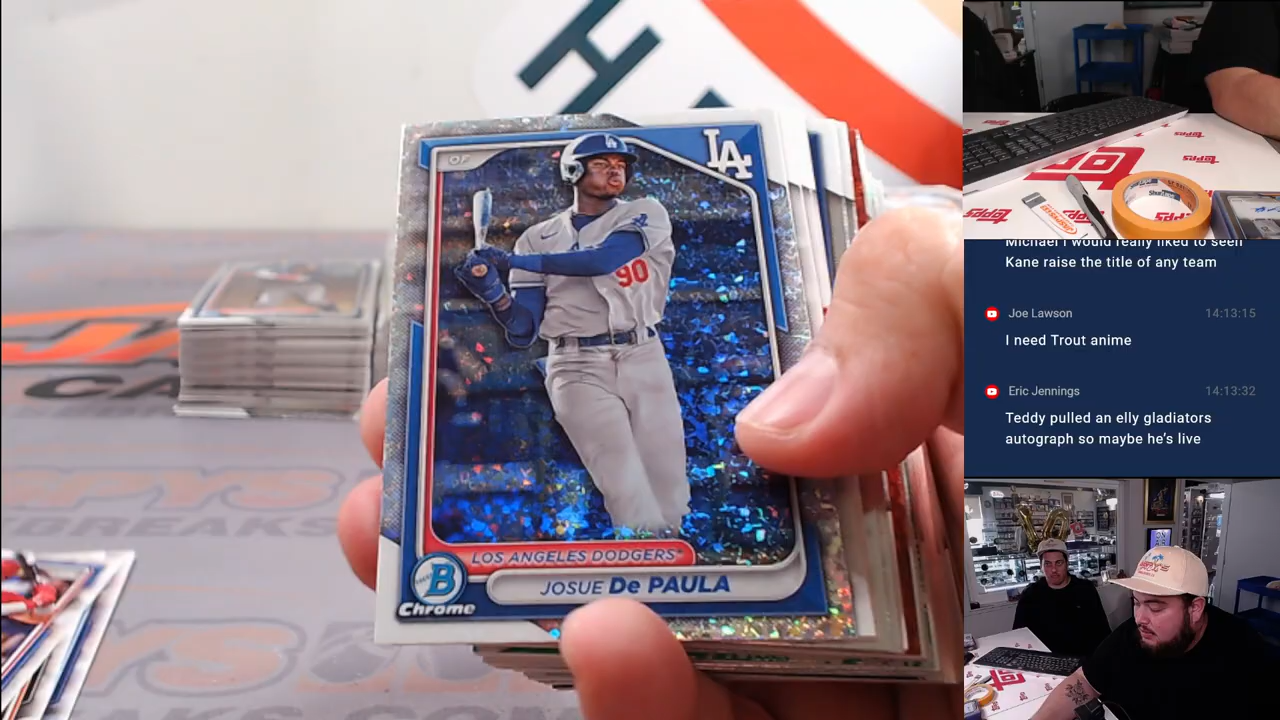 OF
LA
90
LOS ANGELES DODGERS
JOSUE De PAULA
B
Chrome
topps
Michael I would really liked to seen
Kane raise the title of any team
Joe Lawson 14:13:15
I need Trout anime
Eric Jennings 14:13:32
Teddy pulled an elly gladiators
autograph so maybe he's live